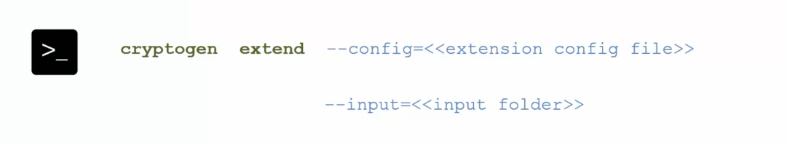 >_ cryptogen extend --config=<<extension config file>>
--input=<<input folder>>